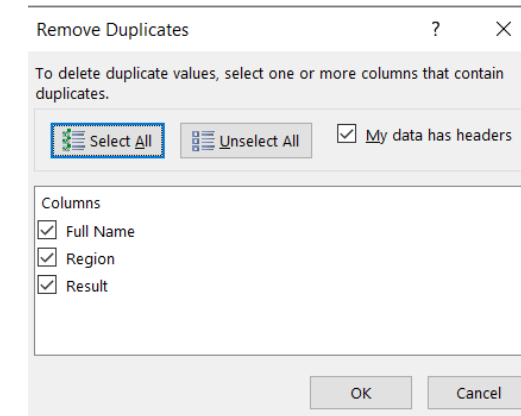 Remove Duplicates ? ×
To delete duplicate values, select one or more columns that contain
duplicates.
Select All Unselect All My data has headers
Columns
Full Name
Region
Result
OK Cancel